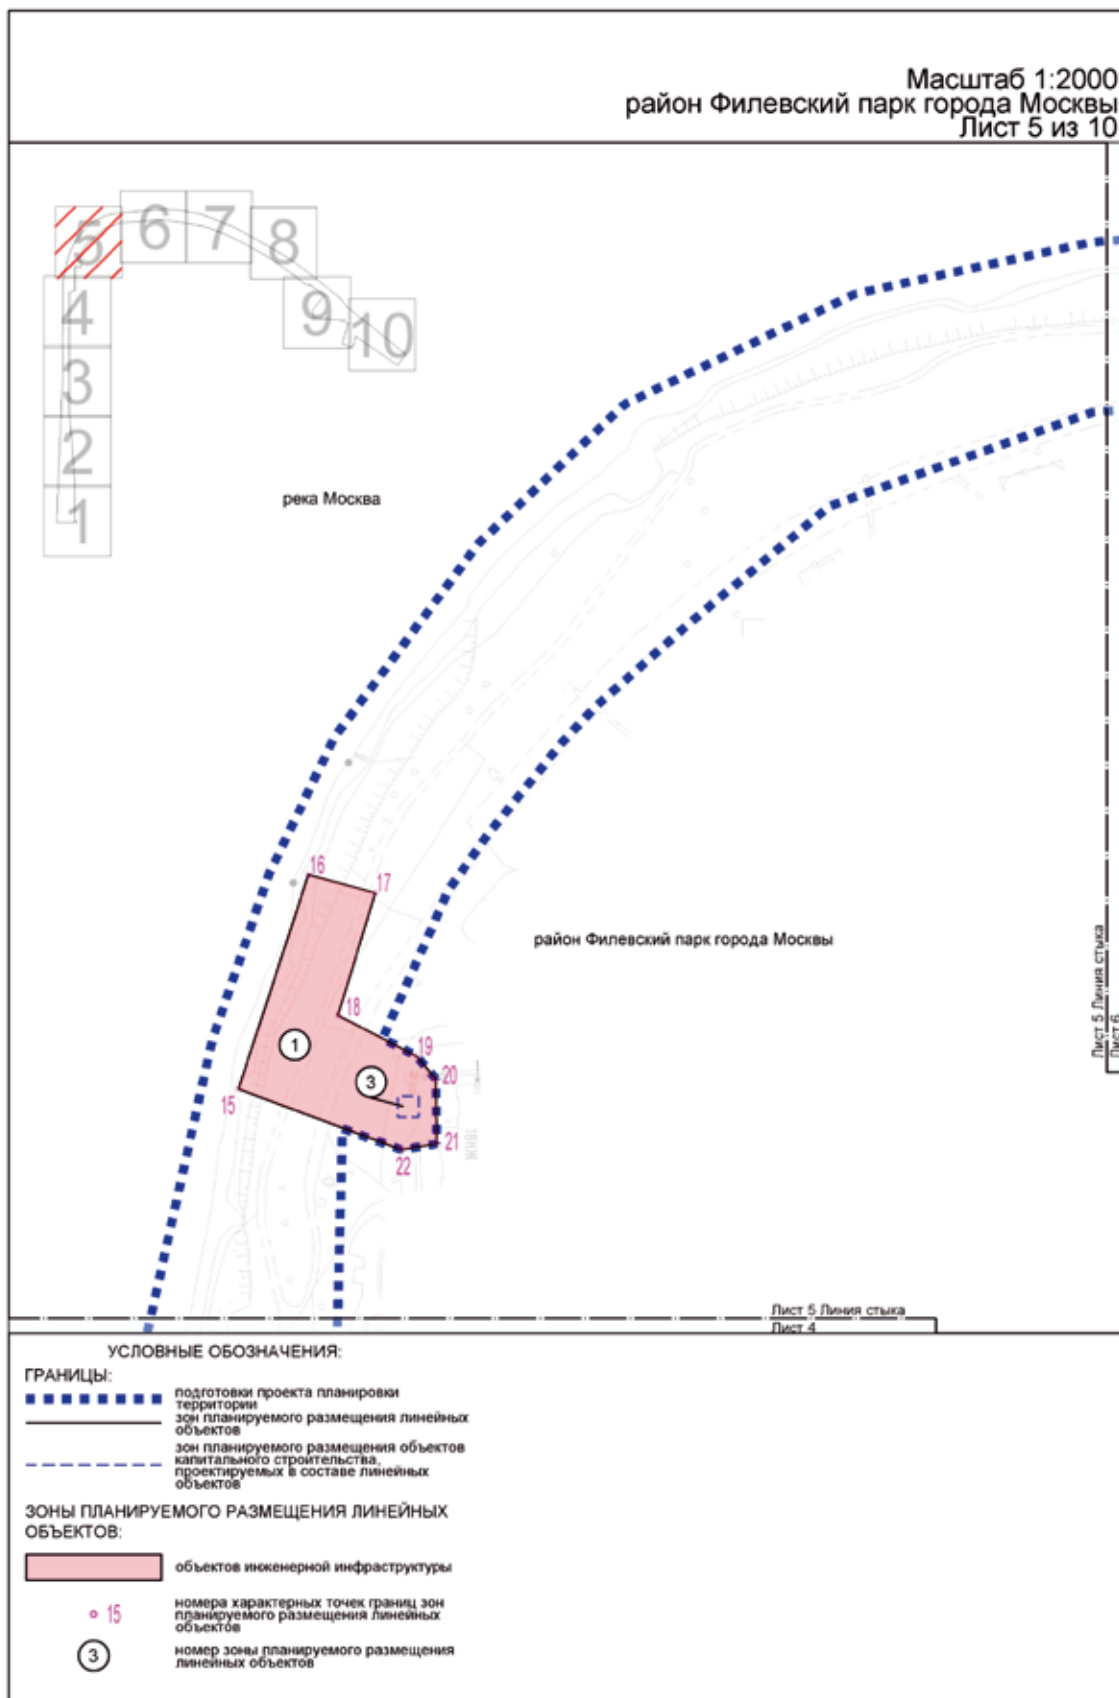 Масштаб 1:2000
район Филевский парк города Москвы
Лист 5 из 10
5
6
7
8
4
9
10
3
2
1
река Москва
16
17
район Филевский парк города Москвы
18
1
19
20
3
15
21
22
Лист 5 Линия стыка
Лист 6
Лист 5 Линия стыка
Лист 4
УСЛОВНЫЕ ОБОЗНАЧЕНИЯ:
ГРАНИЦЫ:
подготовки проекта планировки
территории
зон планируемого размещения линейных
объектов
зон планируемого размещения объектов
капитального строительства,
проектируемых в составе линейных
объектов
ЗОНЫ ПЛАНИРУЕМОГО РАЗМЕЩЕНИЯ ЛИНЕЙНЫХ
ОБЪЕКТОВ:
объектов инженерной инфраструктуры
15
номера характерных точек границ зон
планируемого размещения линейных
объектов
3
номер зоны планируемого размещения
линейных объектов